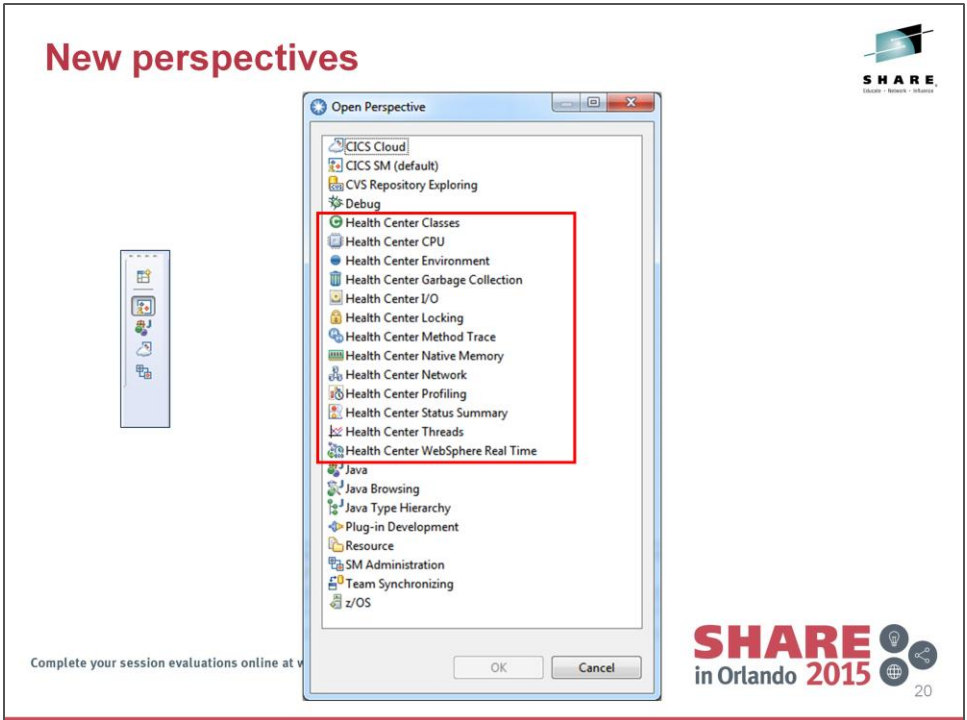 New perspectives
SHARE
Educate - Network - Influence
Open Perspective
CICS Cloud
CICS SM (default)
CVS Repository Exploring
Debug
Health Center Classes
Health Center CPU
Health Center Environment
Health Center Garbage Collection
Health Center I/O
Health Center Locking
Health Center Method Trace
Health Center Native Memory
Health Center Network
Health Center Profiling
Health Center Status Summary
Health Center Threads
Health Center WebSphere Real Time
Java
Java Browsing
Java Type Hierarchy
Plug-in Development
Resource
SM Administration
Team Synchronizing
z/OS
OK
Cancel
Complete your session evaluations online at w
SHARE
in Orlando 2015
20